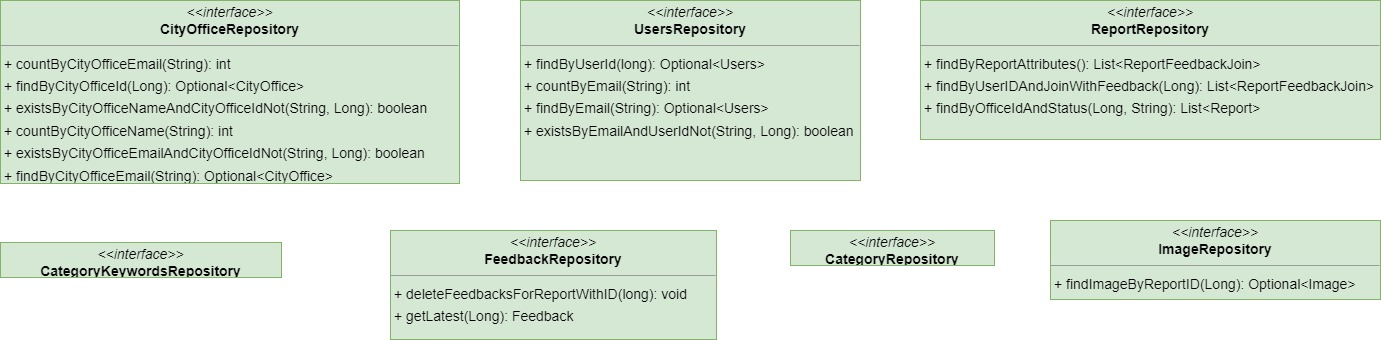 <<interface>>
CityOfficeRepository
+ countByCityOfficeEmail(String): int
+ findByCityOfficeId(Long): Optional<CityOffice>
+ existsByCityOfficeNameAndCityOfficeIdNot(String, Long): boolean
+ countByCityOfficeName(String): int
+ existsByCityOfficeEmailAndCityOfficeIdNot(String, Long): boolean
+ findByCityOfficeEmail(String): Optional<CityOffice>
<<interface>>
UsersRepository
+ findByUserId(long): Optional<Users>
+ countByEmail(String): int
+ findByEmail(String): Optional<Users>
+ existsByEmailAndUserIdNot(String, Long): boolean
<<interface>>
ReportRepository
+ findByReportAttributes(): List<ReportFeedbackJoin>
+ findByUserIDAndJoinWithFeedback(Long): List<ReportFeedbackJoin>
+ findByOfficeIdAndStatus(Long, String): List<Report>
<<interface>>
CategoryKeywordsRepository
<<interface>>
FeedbackRepository
+ deleteFeedbacksForReportWithID(long): void
+ getLatest(Long): Feedback
<<interface>>
CategoryRepository
<<interface>>
ImageRepository
+ findImageByReportID(Long): Optional<Image>